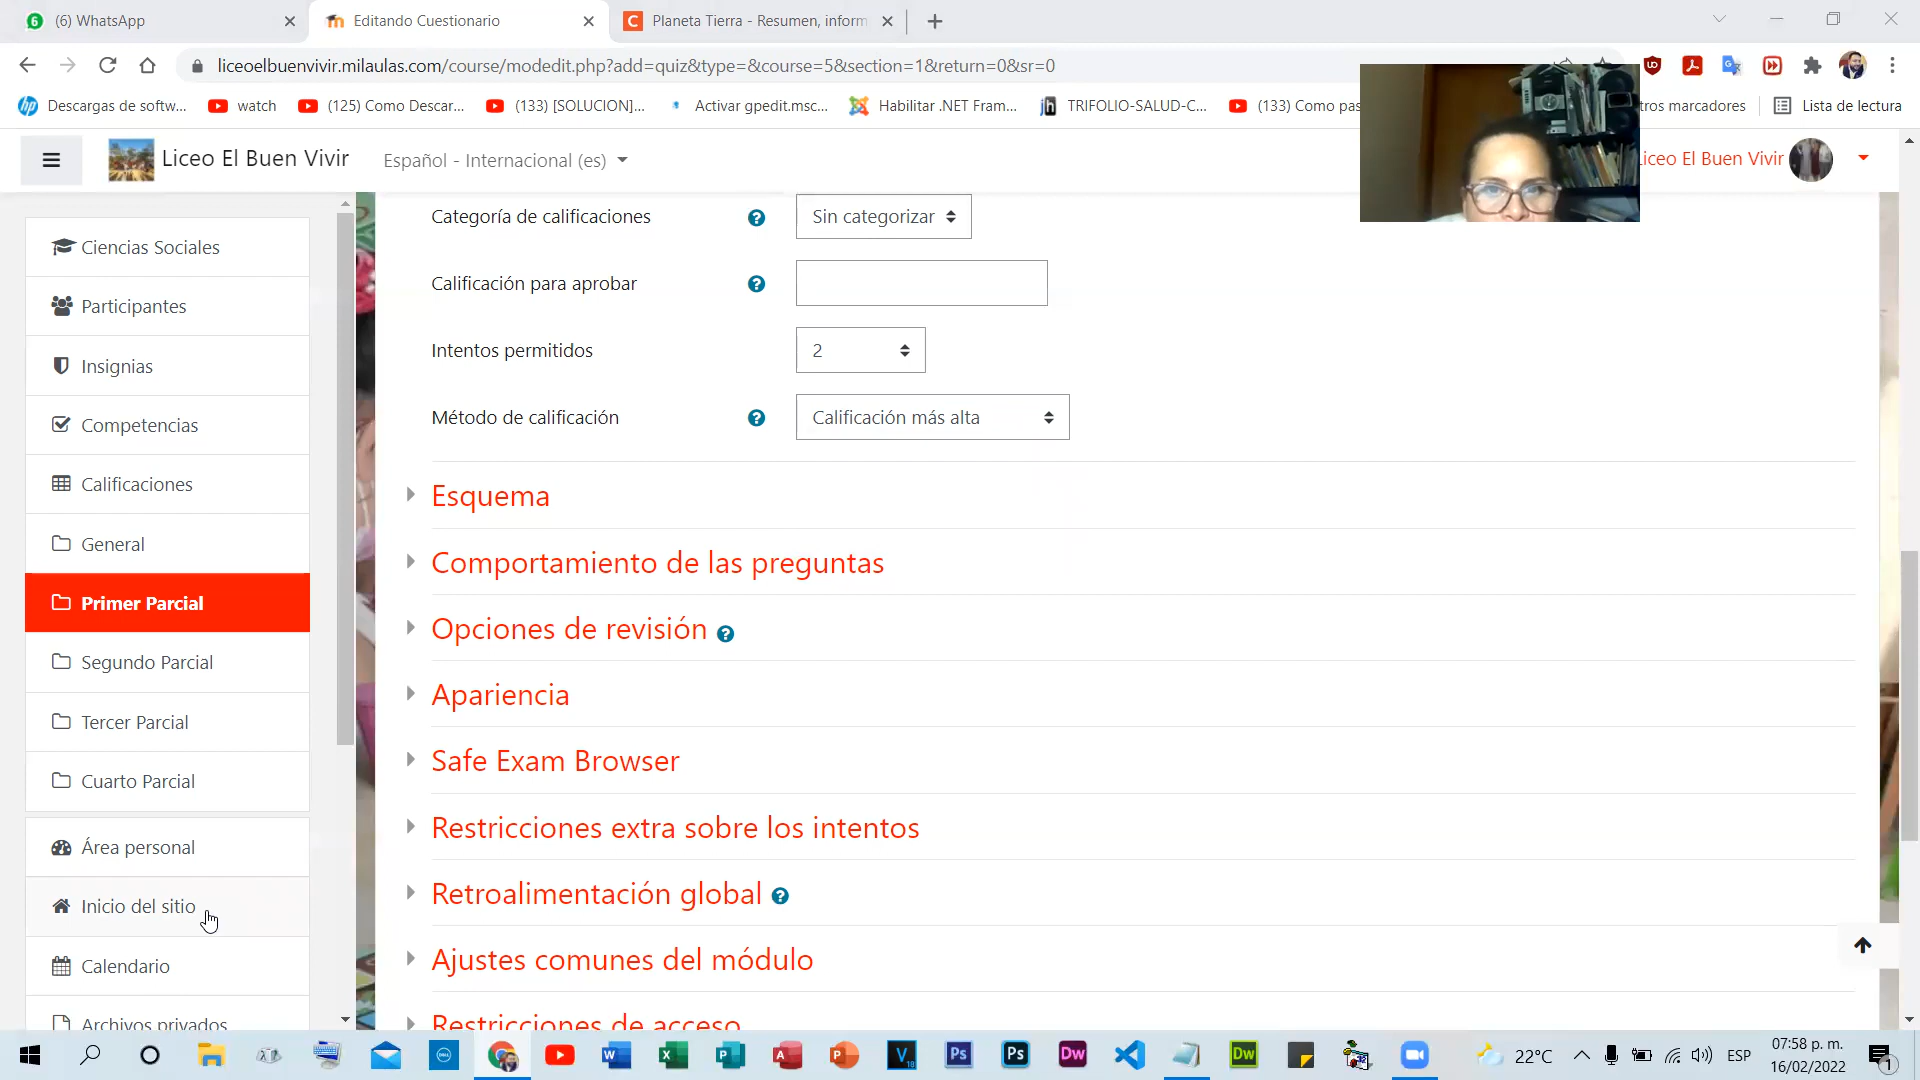 (6) WhatsApp
Editando Cuestionario
Planeta Tierra - Resumen, inform
liceoelbuenvivir.milaulas.com/course/modedit.php?add=quiz&type=&course=5&section=1&return=0&sr=0
Descargas de softw...
watch
(125) Como Descar...
(133) [SOLUCION]...
Activar gpedit.msc...
Habilitar .NET Fram...
TRIFOLIO-SALUD-C...
(133) Como pas
tros marcadores
Lista de lectura
Liceo El Buen Vivir
Español - Internacional (es)
iceo El Buen Vivir
Ciencias Sociales
Participantes
Insignias
Competencias
Calificaciones
General
Primer Parcial
Segundo Parcial
Tercer Parcial
Cuarto Parcial
Área personal
Inicio del sitio
Calendario
Archivos privados
Categoría de calificaciones
Sin categorizar
Calificación para aprobar
Intentos permitidos
2
Método de calificación
Calificación más alta
Esquema
Comportamiento de las preguntas
Opciones de revisión
Apariencia
Safe Exam Browser
Restricciones extra sobre los intentos
Retroalimentación global
Ajustes comunes del módulo
Restricciones de acceso
22°C
ESP
07:58 p. m.
16/02/2022
1